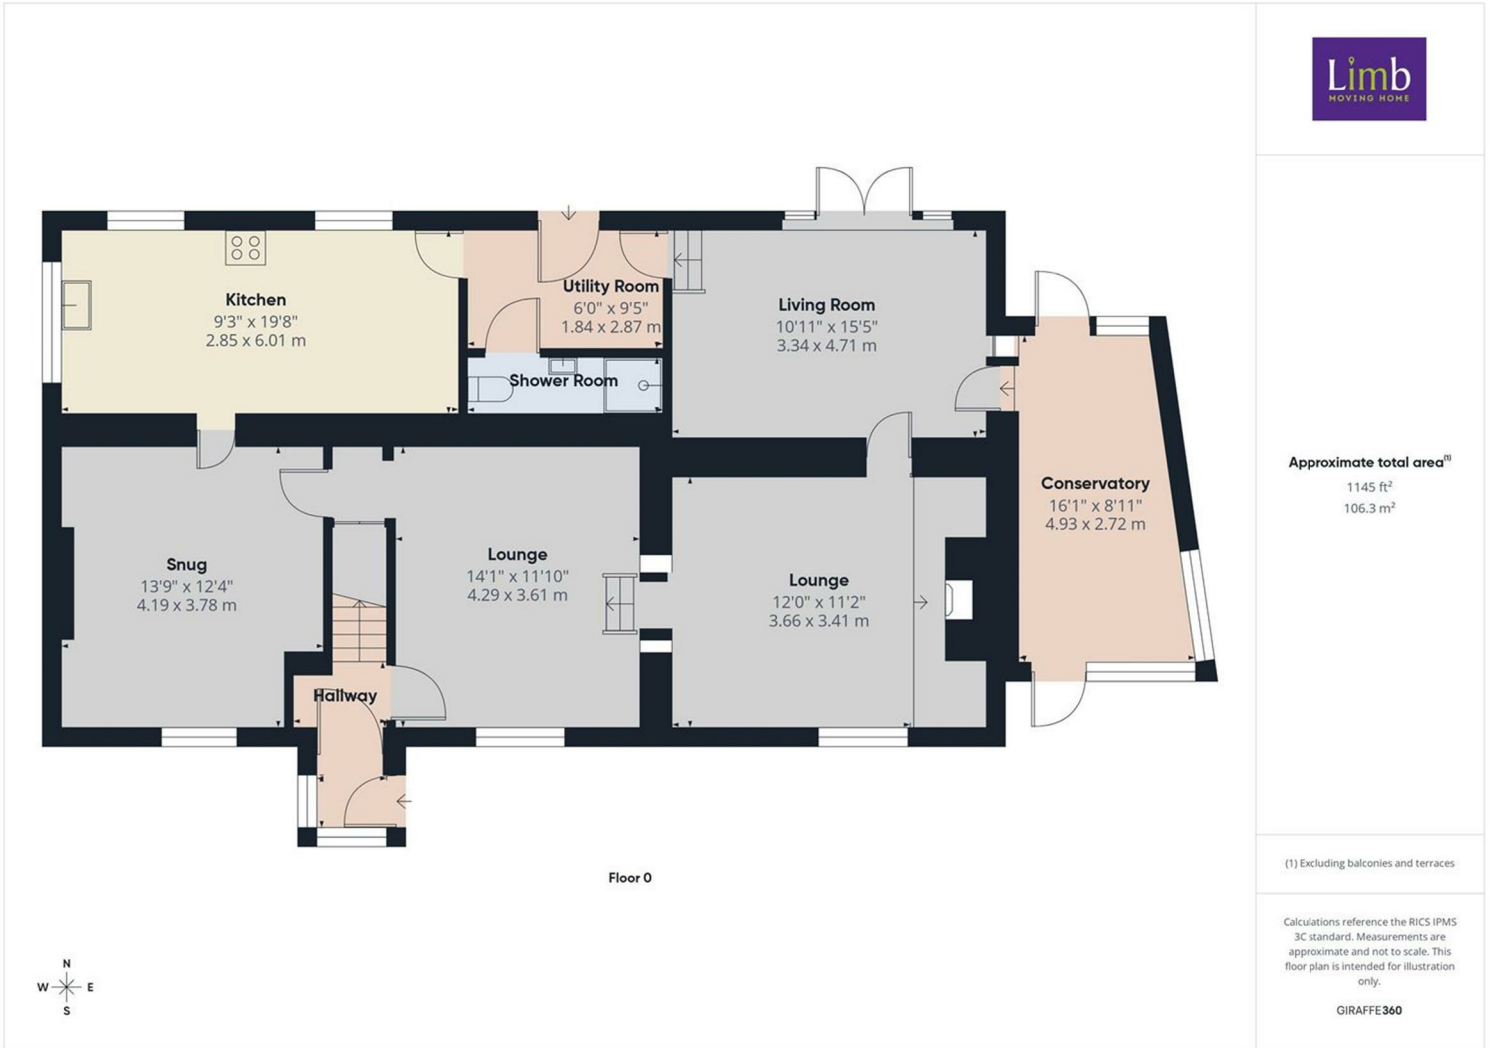 Limb
MOVING HOME
Kitchen
9'3" x 19'8"
2.85 x 6.01 m
Utility Room
6'0" x 9'5"
1.84 x 2.87 m
Shower Room
Living Room
10'11" x 15'5"
3.34 x 4.71 m
Snug
13'9" x 12'4"
4.19 x 3.78 m
Lounge
14'1" x 11'10"
4.29 x 3.61 m
Lounge
12'0" x 11'2"
3.66 x 3.41 m
Conservatory
16'1" x 8'11"
4.93 x 2.72 m
Hallway
Floor 0
N
W E
S
Approximate total area(1)
1145 ft²
106.3 m²
(1) Excluding balconies and terraces
Calculations reference the RICS IPMS
3C standard. Measurements are
approximate and not to scale. This
floor plan is intended for illustration
only.
GIRAFFE360